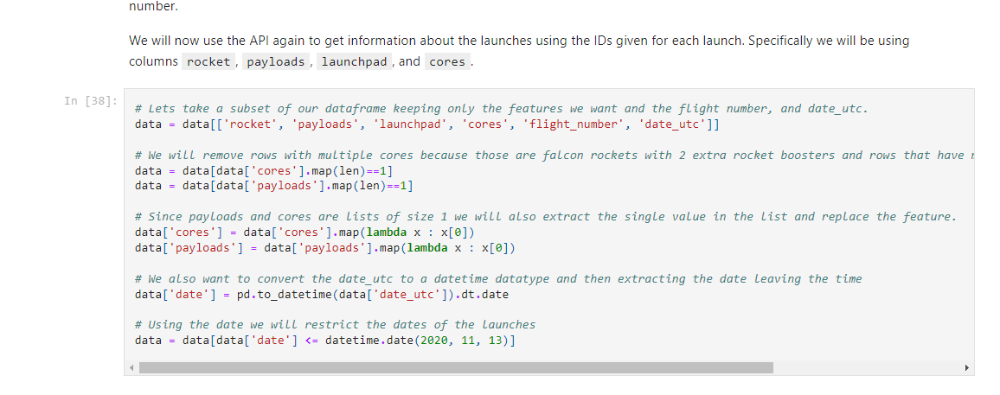 number.
We will now use the API again to get information about the launches using the IDs given for each launch. Specifically we will be using
columns rocket , payloads , launchpad , and cores .
In [38]:
# Lets take a subset of our dataframe keeping only the features we want and the flight number, and date_utc.
data = data[['rocket', 'payloads', 'launchpad', 'cores', 'flight_number', 'date_utc']]
# We will remove rows with multiple cores because those are falcon rockets with 2 extra rocket boosters and rows that have
data = data[data['cores'].map(len)==1]
data = data[data['payloads'].map(len)==1]
# Since payloads and cores are lists of size 1 we will also extract the single value in the list and replace the feature.
data['cores'] = data['cores'].map(lambda x : x[0])
data['payloads'] = data['payloads'].map(lambda x : x[0])
# We also want to convert the date_utc to a datetime datatype and then extracting the date leaving the time
data['date'] = pd.to_datetime(data['date_utc']).dt.date
# Using the date we will restrict the dates of the launches
data = data[data['date'] <= datetime.date(2020, 11, 13)]